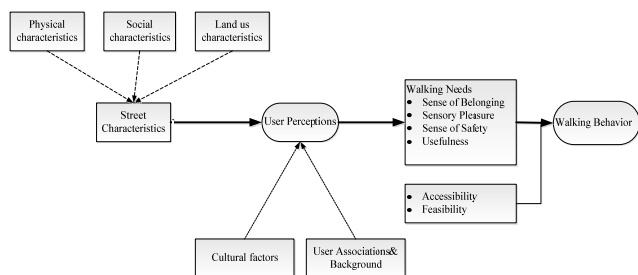 Physical
characteristics
Social
characteristics
Land us
characteristics
Street
Characteristics
User Perceptions
Walking Needs
● Sense of Belonging
● Sensory Pleasure
● Sense of Safety
● Usefulness
Walking Behavior
● Accessibility
● Feasibility
Cultural factors
User Associations&
Background